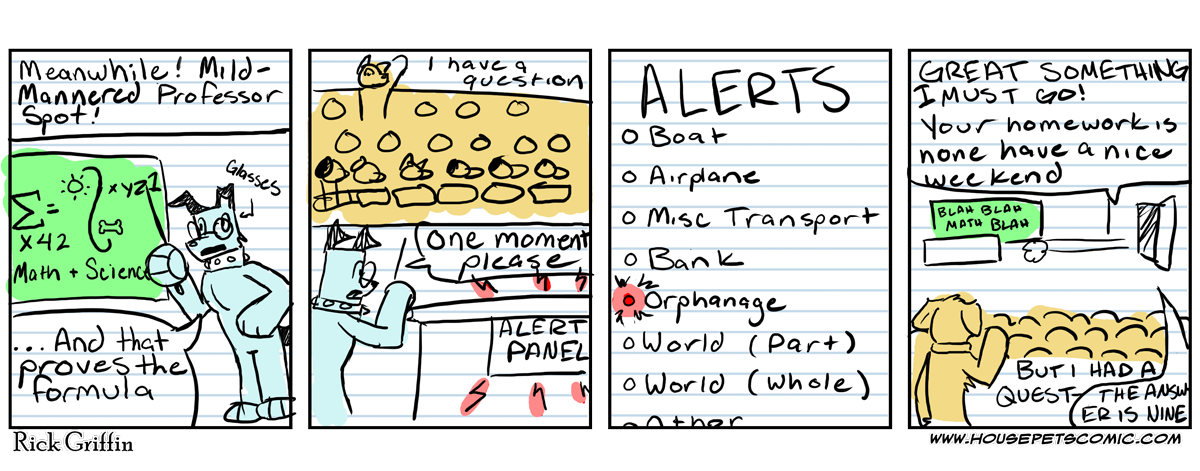 Meanwhile! Mild-
Mannered Professor
Spot!
Glasses
Σ= xyz1
x42
Math + Science
...And that
proves the
formula
I have a
question
One moment
please
ALERT
PANEL
ALERTS
Boat
Airplane
Misc Transport
Bank
Orphanage
World (Part)
World (Whole)
Other
GREAT SOMETHING
I MUST GO!
Your homework is
none have a nice
weekend
BLAH BLAH
MATH BLAH
BUT I HAD A
QUEST-
THE ANSW
ER IS NINE
Rick Griffin
WWW.HOUSEPETSCOMIC.COM